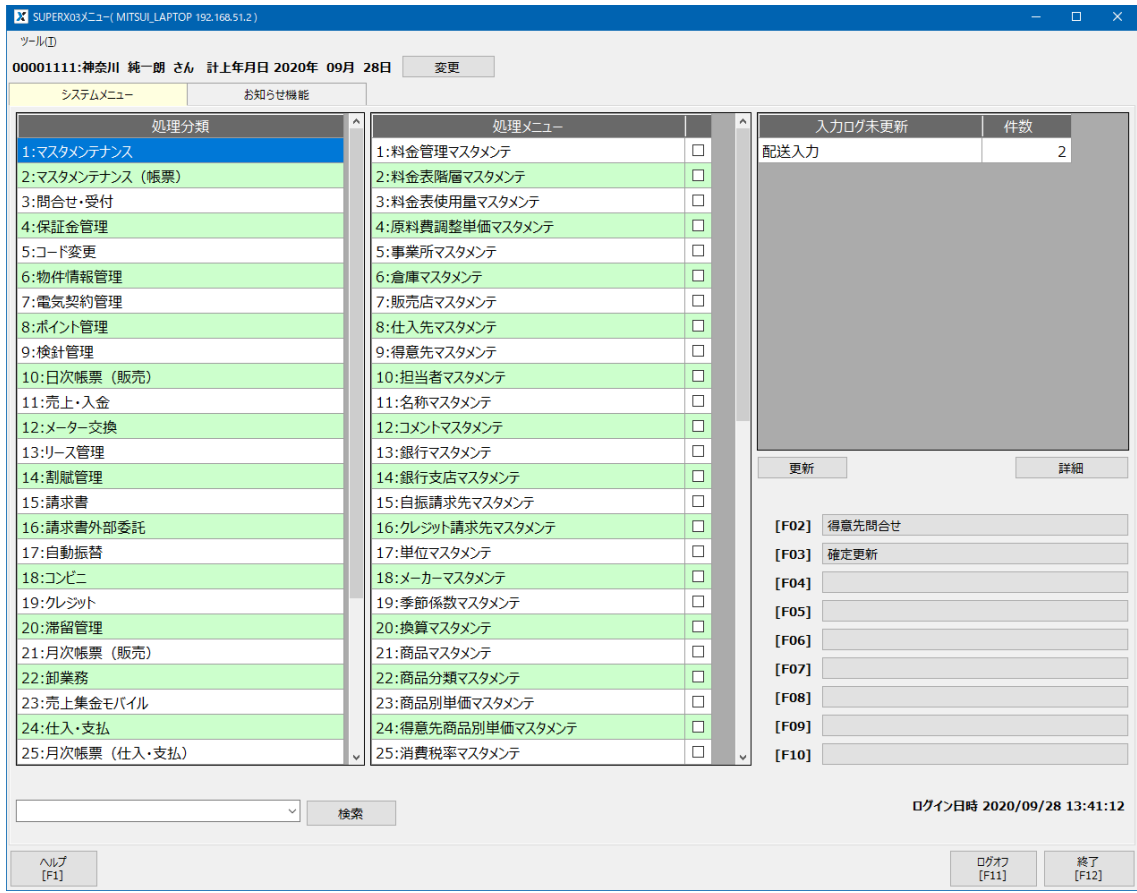 SUPERX03メニュー( MITSUI_LAPTOP 192.168.51.2 )
ツール(T)
00001111:神奈川 純一朗 さん 計上年月日 2020年 09月 28日 変更
システムメニュー お知らせ機能
処理分類
1:マスタメンテナンス
2:マスタメンテナンス（帳票）
3:問合せ・受付
4:保証金管理
5:コード変更
6:物件情報管理
7:電気契約管理
8:ポイント管理
9:検針管理
10:日次帳票（販売）
11:売上・入金
12:メーター交換
13:リース管理
14:割賦管理
15:請求書
16:請求書外部委託
17:自動振替
18:コンビニ
19:クレジット
20:滞留管理
21:月次帳票（販売）
22:卸業務
23:売上集金モバイル
24:仕入・支払
25:月次帳票（仕入・支払）
処理メニュー
1:料金管理マスタメンテ
2:料金表階層マスタメンテ
3:料金表使用量マスタメンテ
4:原料費調整単価マスタメンテ
5:事業所マスタメンテ
6:倉庫マスタメンテ
7:販売店マスタメンテ
8:仕入先マスタメンテ
9:得意先マスタメンテ
10:担当者マスタメンテ
11:名称マスタメンテ
12:コメントマスタメンテ
13:銀行マスタメンテ
14:銀行支店マスタメンテ
15:自振請求先マスタメンテ
16:クレジット請求先マスタメンテ
17:単位マスタメンテ
18:メーカーマスタメンテ
19:季節係数マスタメンテ
20:換算マスタメンテ
21:商品マスタメンテ
22:商品分類マスタメンテ
23:商品別単価マスタメンテ
24:得意先商品別単価マスタメンテ
25:消費税率マスタメンテ
入力ログ未更新 件数
配送入力 2
更新 詳細
[F02] 得意先問合せ
[F03] 確定更新
[F04]
[F05]
[F06]
[F07]
[F08]
[F09]
[F10]
検索
ログイン日時 2020/09/28 13:41:12
ヘルプ
[F1]
ログオフ
[F11]
終了
[F12]